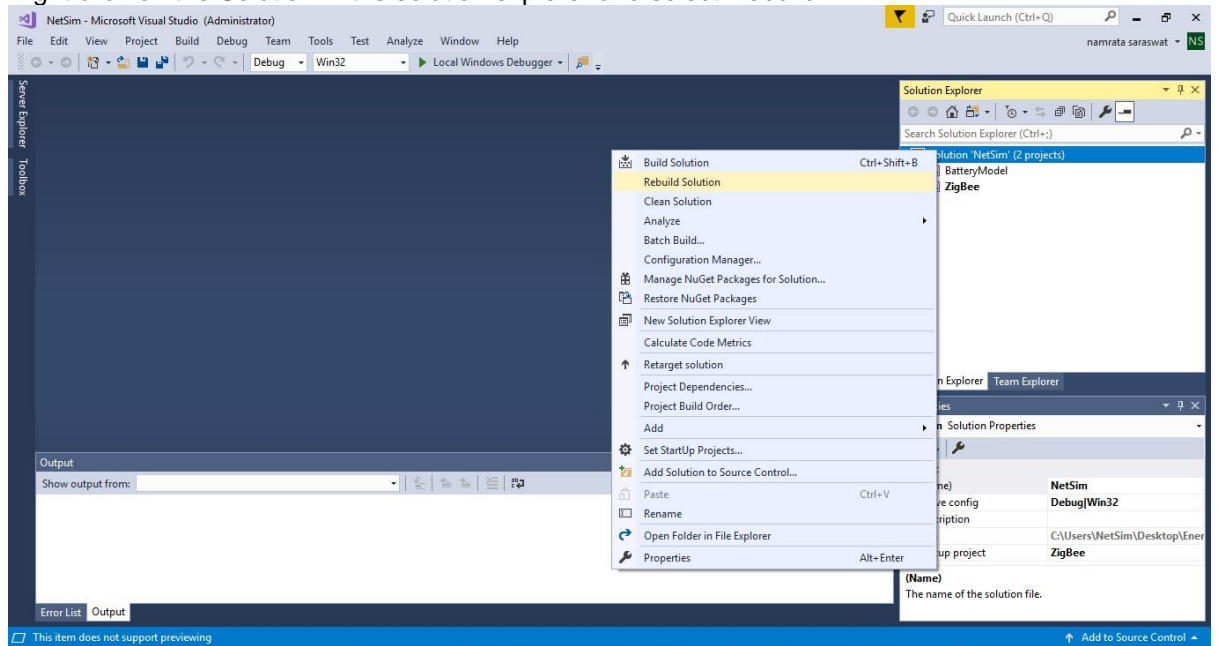 NetSim - Microsoft Visual Studio (Administrator)
Quick Launch (Ctrl+Q)
File Edit View Project Build Debug Team Tools Test Analyze Window Help
namrata saraswat NS
Debug Win32 Local Windows Debugger
Server Explorer
Toolbox
Solution Explorer
Search Solution Explorer (Ctrl+;)
olution 'NetSim' (2 projects)
BatteryModel
ZigBee
Build Solution Ctrl+Shift+B
Rebuild Solution
Clean Solution
Analyze
Batch Build...
Configuration Manager...
Manage NuGet Packages for Solution...
Restore NuGet Packages
New Solution Explorer View
Calculate Code Metrics
Retarget solution
Project Dependencies...
Project Build Order...
Add
Set StartUp Projects...
Add Solution to Source Control...
Paste Ctrl+V
Rename
Open Folder in File Explorer
Properties Alt+Enter
n Explorer Team Explorer
ies
n Solution Properties
ne) NetSim
ve config Debug|Win32
ription
C:\Users\NetSim\Desktop\Ener
up project ZigBee
(Name)
The name of the solution file.
Output
Show output from:
Error List Output
This item does not support previewing
Add to Source Control